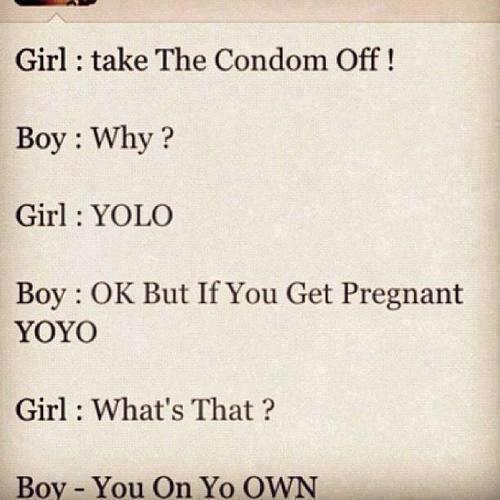 Girl : take The Condom Off !
Boy : Why ?
Girl : YOLO
Boy : OK But If You Get Pregnant
YOYO
Girl : What's That ?
Boy - You On Yo OWN